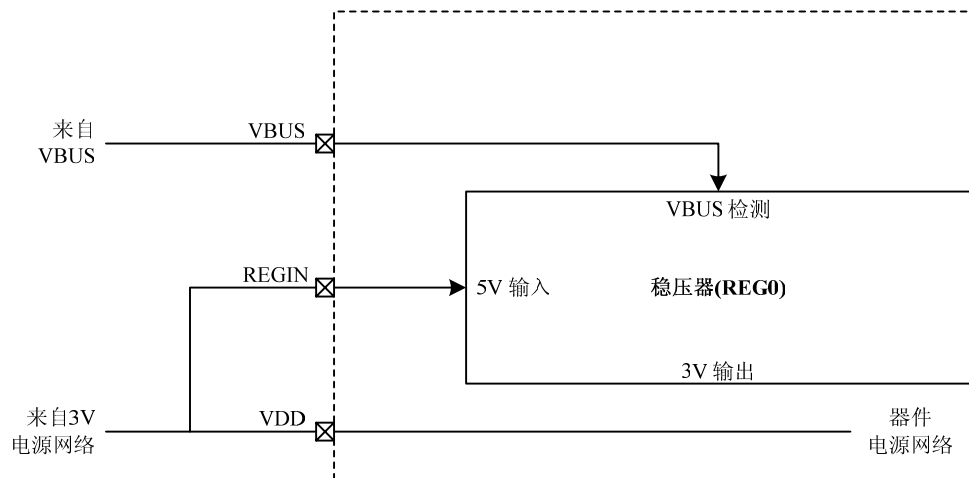 来自
VBUS
VBUS
VBUS 检测
REGIN
5V 输入
稳压器(REG0)
3V 输出
来自3V
电源网络
VDD
器件
电源网络